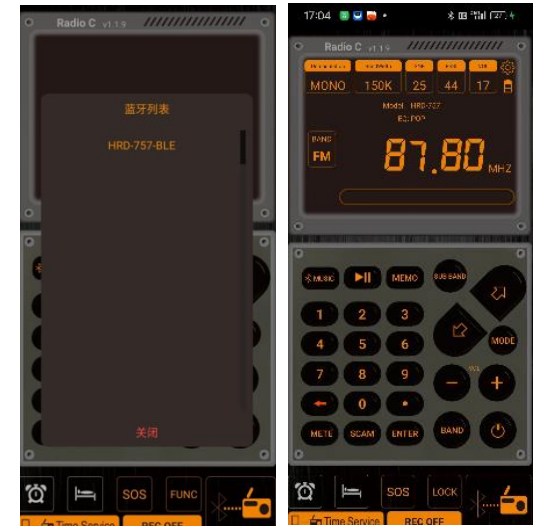 Radio C v1.1.9
蓝牙列表
HRD-757-BLE
关闭
SOS
FUNC
Time Service
REC OFF
17:04
Radio C v1.1.9
MONO
150K
25
44
17
Model HRD-757
EQ: POP
BAND
FM
87.80
MHZ
MUSIC
MEMO
SUB BAND
1
2
3
4
5
6
MODE
7
8
9
VOL
-
+
0
•
METE
SCAM
ENTER
BAND
SOS
LOCK
Time Service
REC OFF